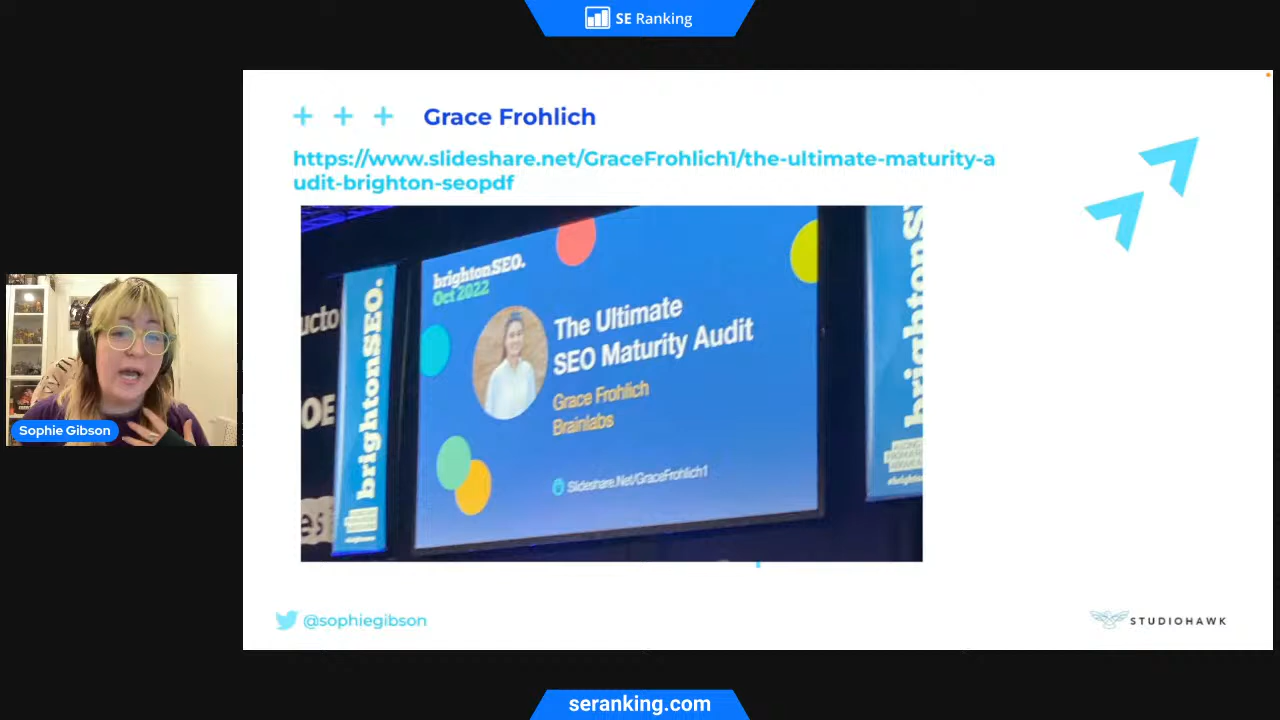 SE Ranking
Grace Frohlich
https://www.slideshare.net/GraceFrohlich1/the-ultimate-maturity-a
udit-brighton-seopdf
brightonSEO.
Oct 2022
The Ultimate
SEO Maturity Audit
Grace Frohlich
Brainlabs
Slideshare.Net/GraceFrohlich1
brightonSEO.
brightonS
Sophie Gibson
@sophiegibson
STUDIOHAWK
seranking.com